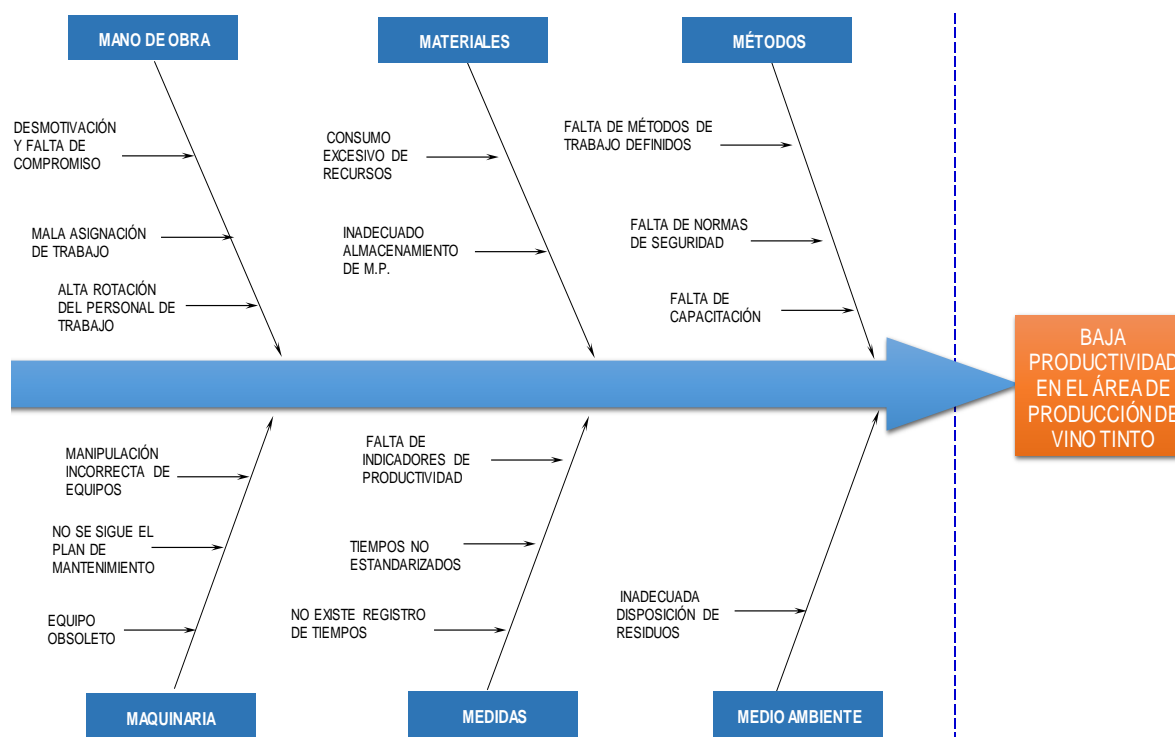 MANO DE OBRA
MATERIALES
MÉTODOS
DESMOTIVACIÓN
Y FALTA DE
COMPROMISO
MALA ASIGNACIÓN
DE TRABAJO
ALTA ROTACIÓN
DEL PERSONAL DE
TRABAJO
CONSUMO
EXCESIVO DE
RECURSOS
INADECUADO
ALMACENAMIENTO
DE M.P.
FALTA DE MÉTODOS DE
TRABAJO DEFINIDOS
FALTA DE NORMAS
DE SEGURIDAD
FALTA DE
CAPACITACIÓN
BAJA
PRODUCTIVIDAD
EN EL ÁREA DE
PRODUCCIÓN DE
VINO TINTO
MANIPULACIÓN
INCORRECTA DE
EQUIPOS
NO SE SIGUE EL
PLAN DE
MANTENIMIENTO
EQUIPO
OBSOLETO
FALTA DE
INDICADORES DE
PRODUCTIVIDAD
TIEMPOS NO
ESTANDARIZADOS
NO EXISTE REGISTRO
DE TIEMPOS
INADECUADA
DISPOSICIÓN DE
RESIDUOS
MAQUINARIA
MEDIDAS
MEDIO AMBIENTE